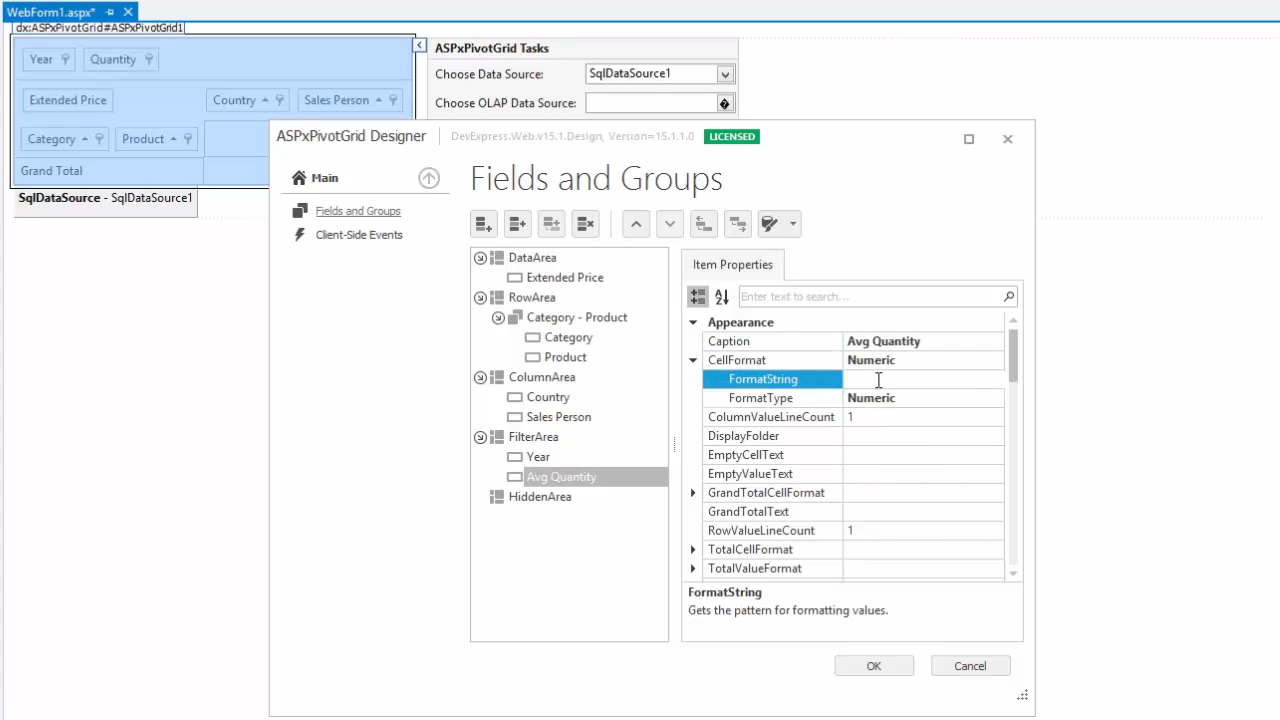 WebForm1.aspx*
dx:ASPxPivotGrid#ASPxPivotGrid1
Year Quantity
Extended Price Country Sales Person
Category Product
Grand Total
SqlDataSource - SqlDataSource1
ASPxPivotGrid Tasks
Choose Data Source: SqlDataSource1
Choose OLAP Data Source:
ASPxPivotGrid Designer DevExpress.Web.v15.1.Design, Version=15.1.1.0 LICENSED
Main
Fields and Groups
Client-Side Events
Fields and Groups
DataArea
Extended Price
RowArea
Category - Product
Category
Product
ColumnArea
Country
Sales Person
FilterArea
Year
Avg Quantity
HiddenArea
Item Properties
Enter text to search...
Appearance
Caption Avg Quantity
CellFormat Numeric
FormatString
FormatType Numeric
ColumnValueLineCount 1
DisplayFolder
EmptyCellText
EmptyValueText
GrandTotalCellFormat
GrandTotalText
RowValueLineCount 1
TotalCellFormat
TotalValueFormat
FormatString
Gets the pattern for formatting values.
OK Cancel